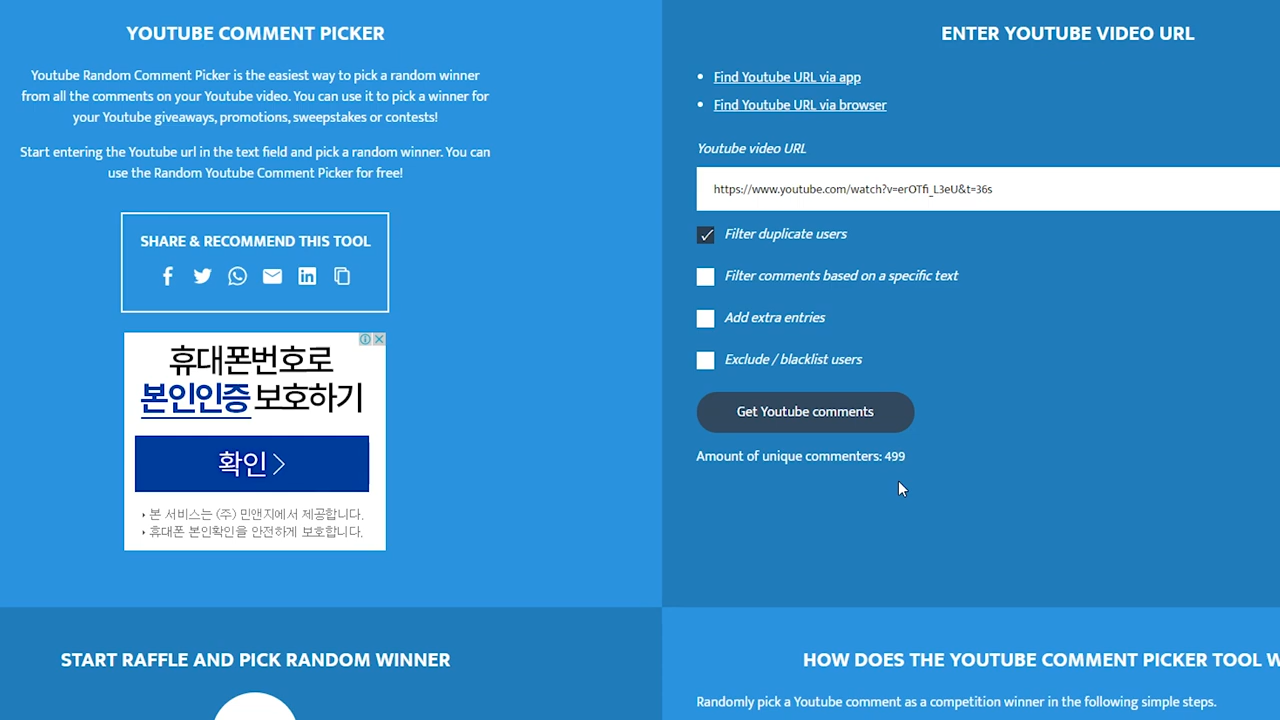 YOUTUBE COMMENT PICKER
Youtube Random Comment Picker is the easiest way to pick a random winner
from all the comments on your Youtube video. You can use it to pick a winner for
your Youtube giveaways, promotions, sweepstakes or contests!
Start entering the Youtube url in the text field and pick a random winner. You can
use the Random Youtube Comment Picker for free!
SHARE & RECOMMEND THIS TOOL
휴대폰번호로
본인인증 보호하기
확인 >
본 서비스는 (주) 민앤지에서 제공합니다.
휴대폰 본인확인을 안전하게 보호합니다.
ENTER YOUTUBE VIDEO URL
• Find Youtube URL via app
• Find Youtube URL via browser
Youtube video URL
https://www.youtube.com/watch?v=erOTfi_L3eU&t=36s
Filter duplicate users
Filter comments based on a specific text
Add extra entries
Exclude / blacklist users
Get Youtube comments
Amount of unique commenters: 499
START RAFFLE AND PICK RANDOM WINNER
HOW DOES THE YOUTUBE COMMENT PICKER TOOL W
Randomly pick a Youtube comment as a competition winner in the following simple steps.